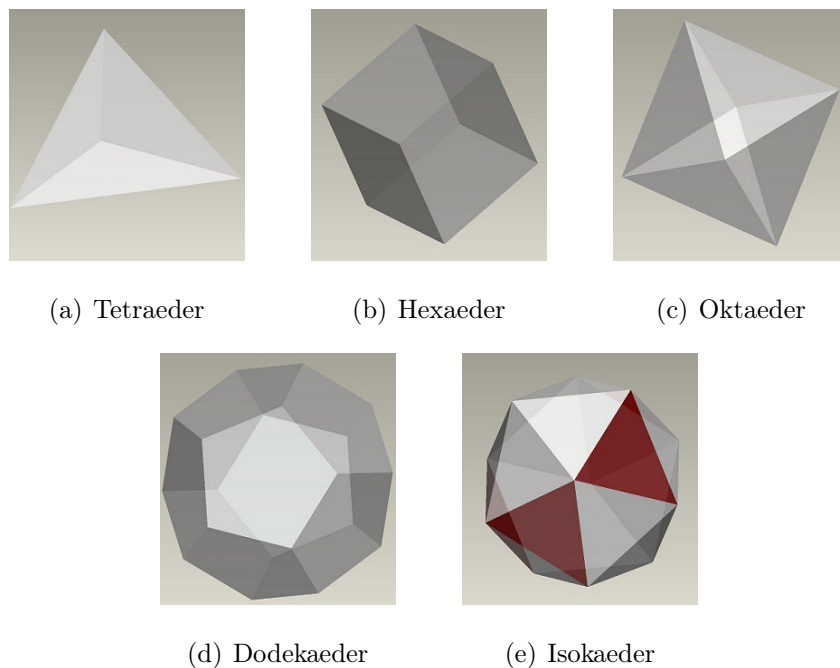 (a) Tetraeder
(b) Hexaeder
(c) Oktaeder
(d) Dodekaeder
(e) Isokaeder